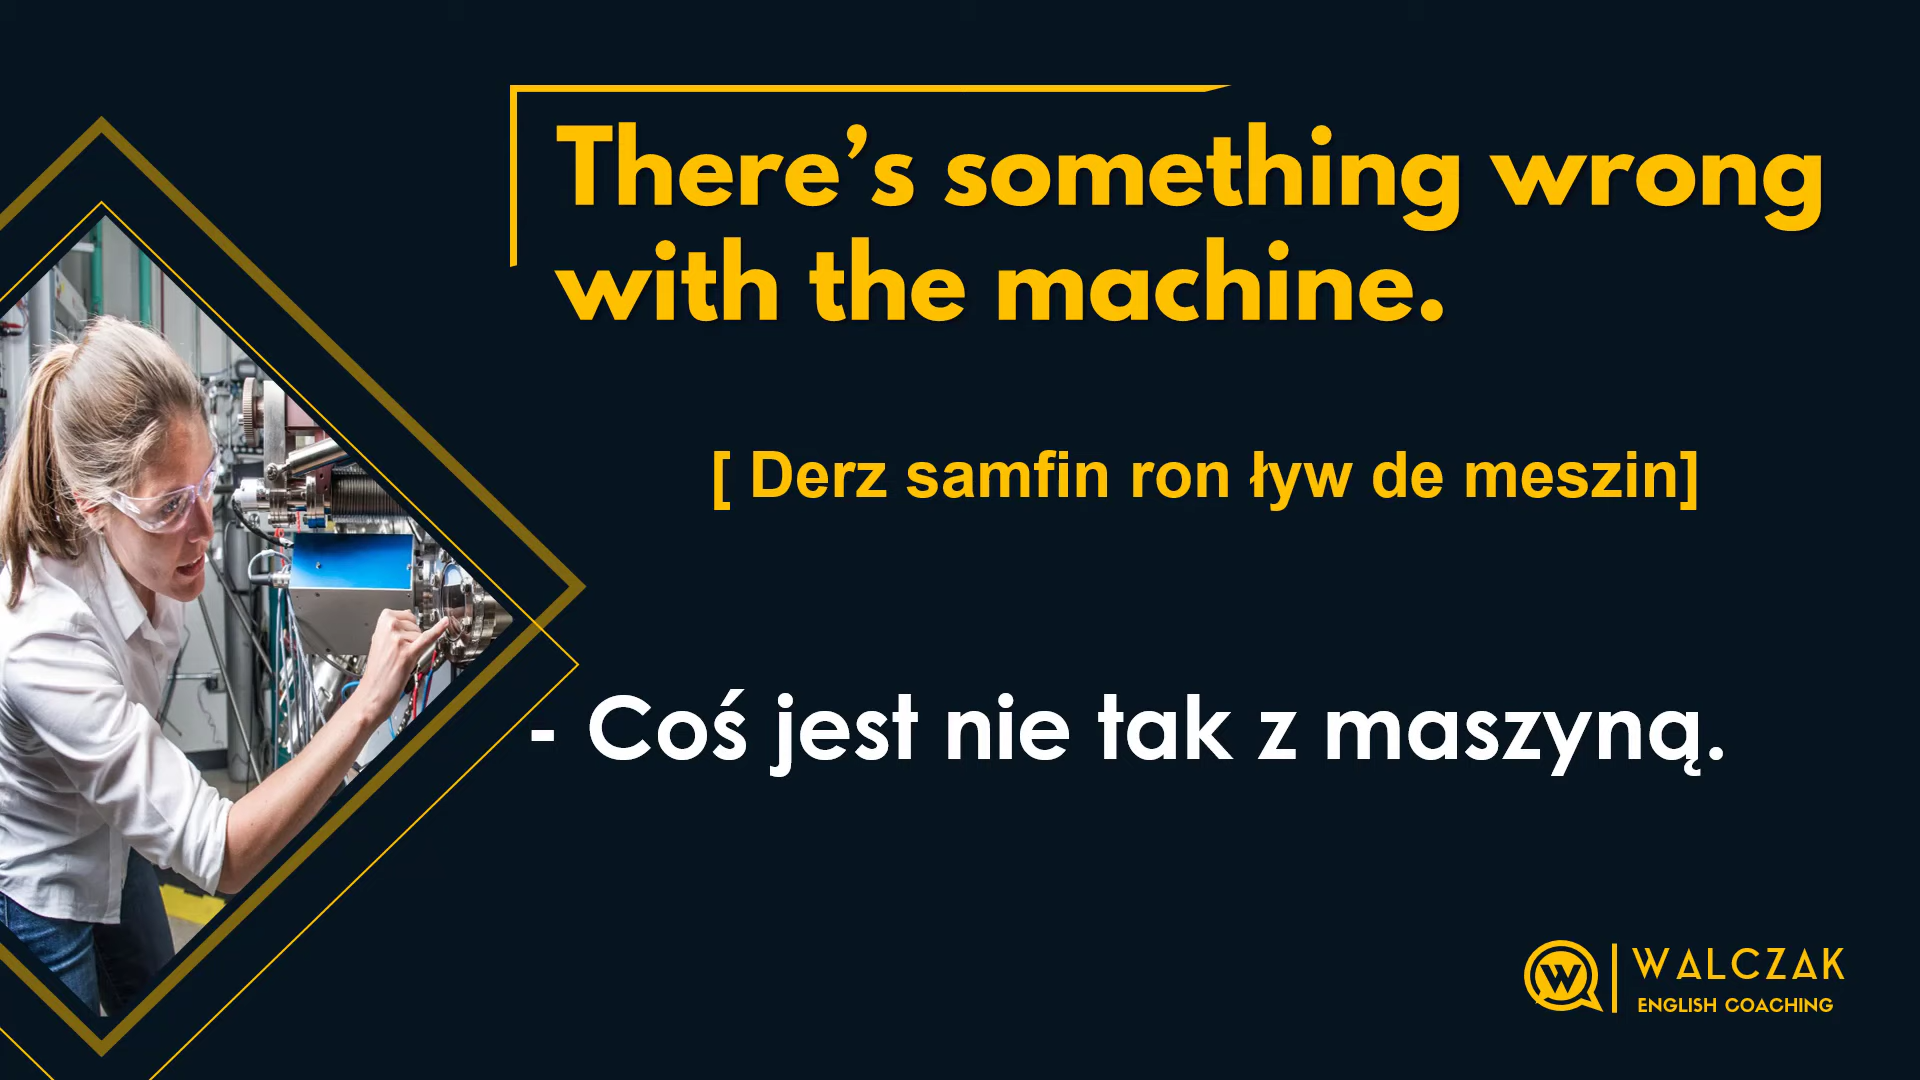 There’s something wrong
with the machine.
[ Derz samfin ron ływ de meszin]
- Coś jest nie tak z maszyną.
W WALCZAK
ENGLISH COACHING